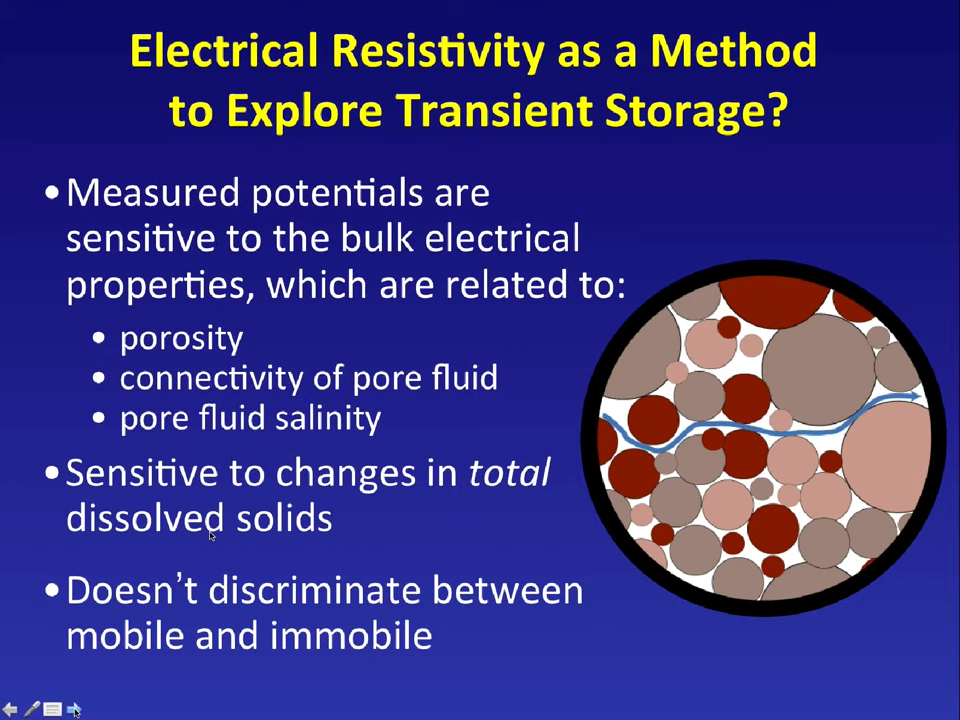 Electrical Resistivity as a Method
to Explore Transient Storage?
•Measured potentials are
sensitive to the bulk electrical
properties, which are related to:
• porosity
• connectivity of pore fluid
• pore fluid salinity
•Sensitive to changes in total
dissolved solids
•Doesn’t discriminate between
mobile and immobile